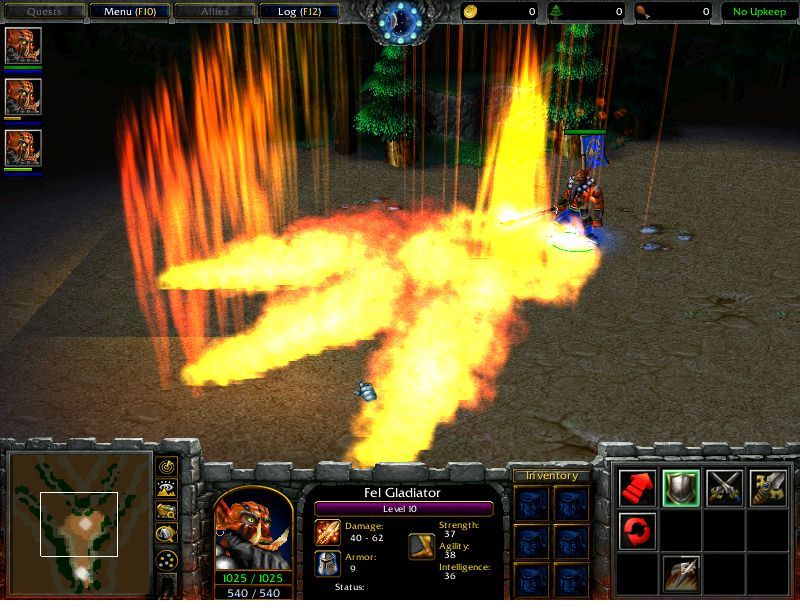 Quests Menu (F10) Allies Log (F12) 0 0 0 No Upkeep
Fel Gladiator
Level 10
Damage:
40 - 62
Armor:
9
Strength:
37
Agility:
38
Intelligence:
36
Status:
1025 / 1025
540 / 540
Inventory